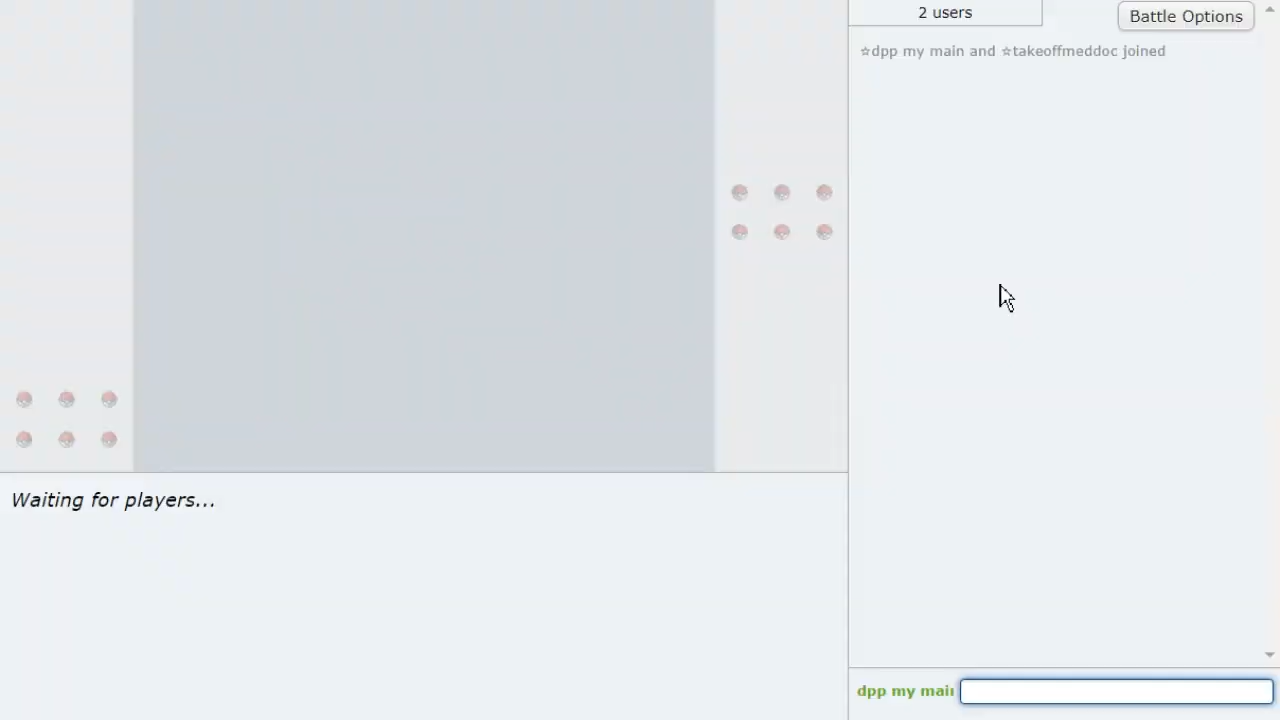 2 users
Battle Options
☆dpp my main and ☆takeoffmeddoc joined
Waiting for players...
dpp my mai